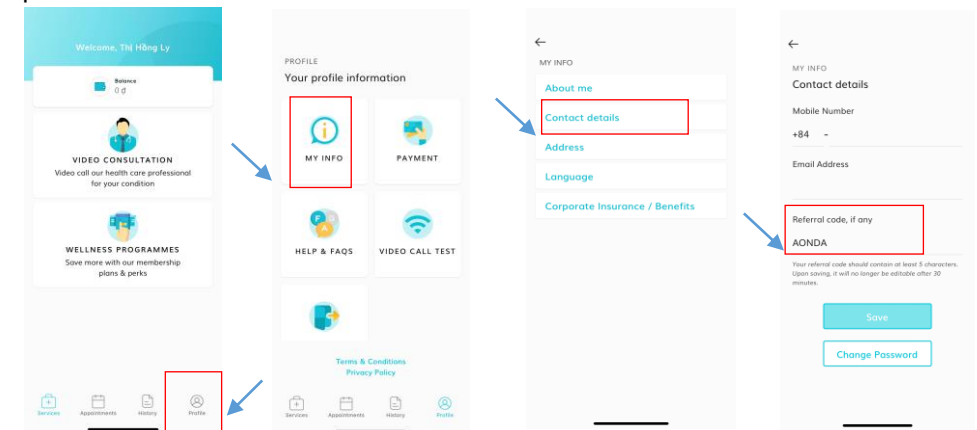 Welcome, Thị Hồng Ly
Balance
0 đ
VIDEO CONSULTATION
Video call our health care professional
for your condition
WELLNESS PROGRAMMES
Save more with our membership
plans & perks
Services
Appointments
History
Profile
PROFILE
Your profile information
MY INFO
PAYMENT
HELP & FAQS
VIDEO CALL TEST
Terms & Conditions
Privacy Policy
Services
Appointments
History
Profile
MY INFO
About me
Contact details
Address
Language
Corporate Insurance / Benefits
MY INFO
Contact details
Mobile Number
+84 -
Email Address
Referral code, if any
AONDA
Your referral code should contain at least 5 characters.
Upon saving, it will no longer be editable after 30
minutes.
Save
Change Password